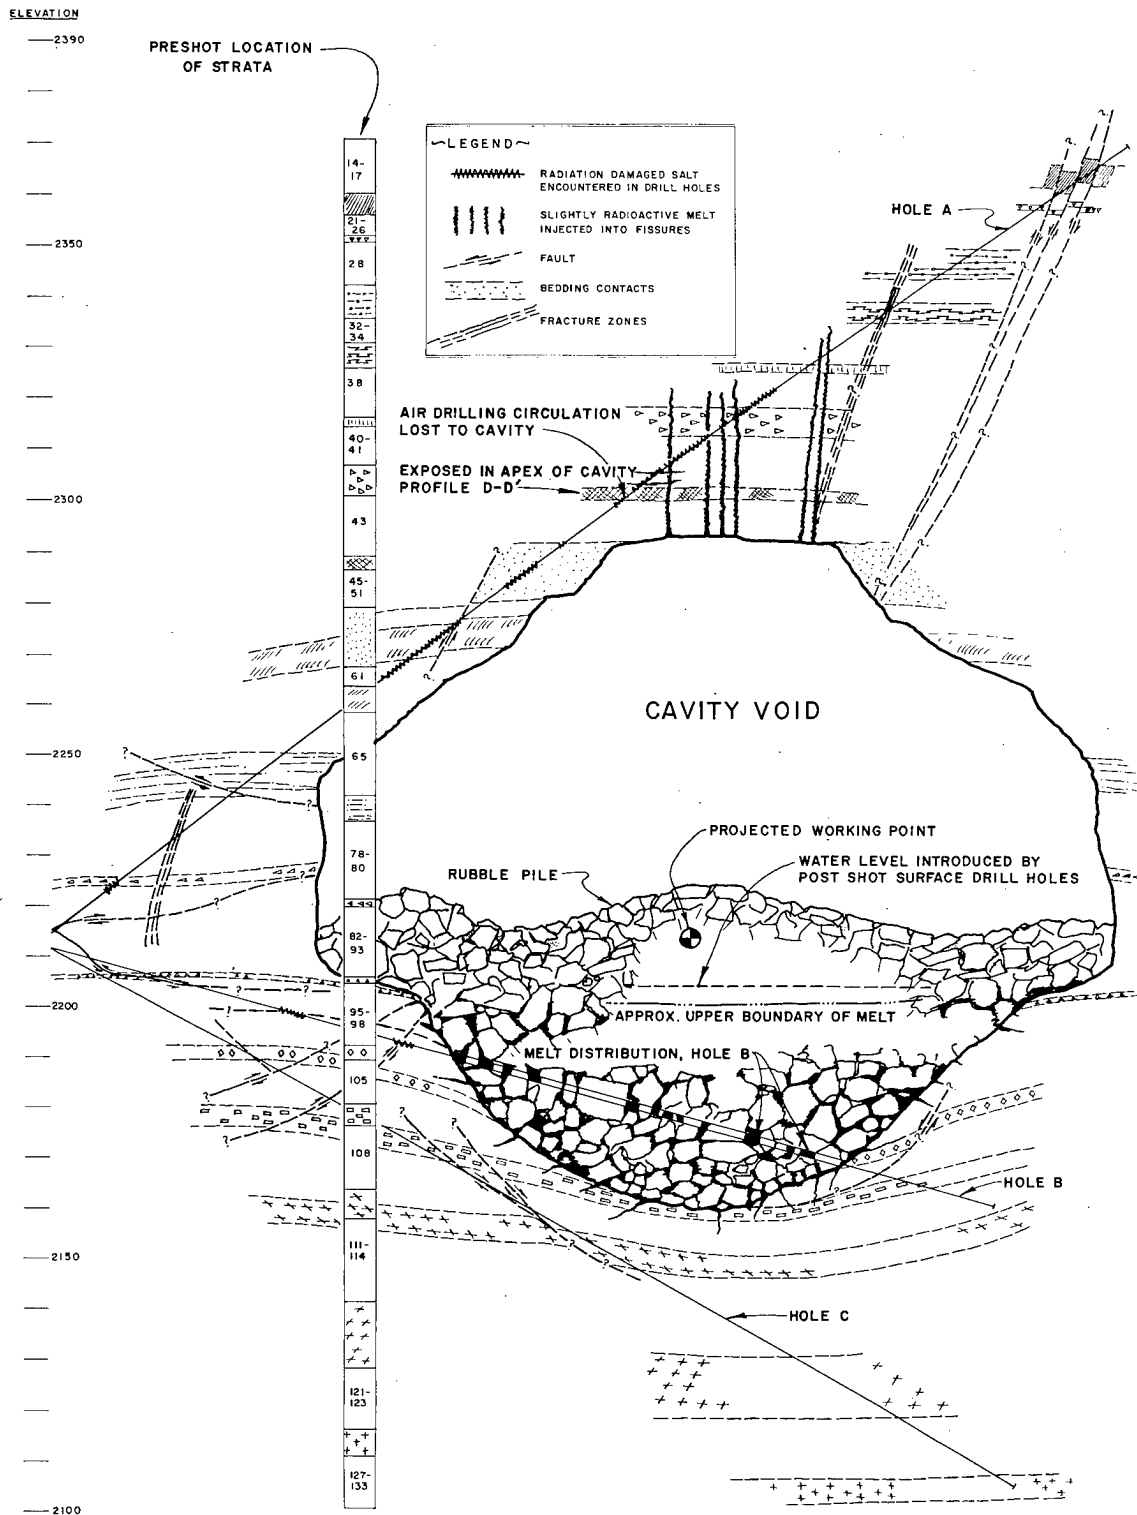 ELEVATION
2390
PRESHOT LOCATION
OF STRATA
~LEGEND~
RADIATION DAMAGED SALT
ENCOUNTERED IN DRILL HOLES
SLIGHTLY RADIOACTIVE MELT
INJECTED INTO FISSURES
FAULT
BEDDING CONTACTS
FRACTURE ZONES
14-
17
21-
26
28
32-
34
38
40-
41
43
45-
51
61
65
78-
80
82-
93
95-
98
105
108
111-
114
121-
123
127-
133
HOLE A
2350
AIR DRILLING CIRCULATION
LOST TO CAVITY
EXPOSED IN APEX OF CAVITY
PROFILE D-D'
2300
CAVITY VOID
2250
PROJECTED WORKING POINT
WATER LEVEL INTRODUCED BY
POST SHOT SURFACE DRILL HOLES
RUBBLE PILE
2200
APPROX. UPPER BOUNDARY OF MELT
MELT DISTRIBUTION, HOLE B
HOLE B
2150
HOLE C
2100